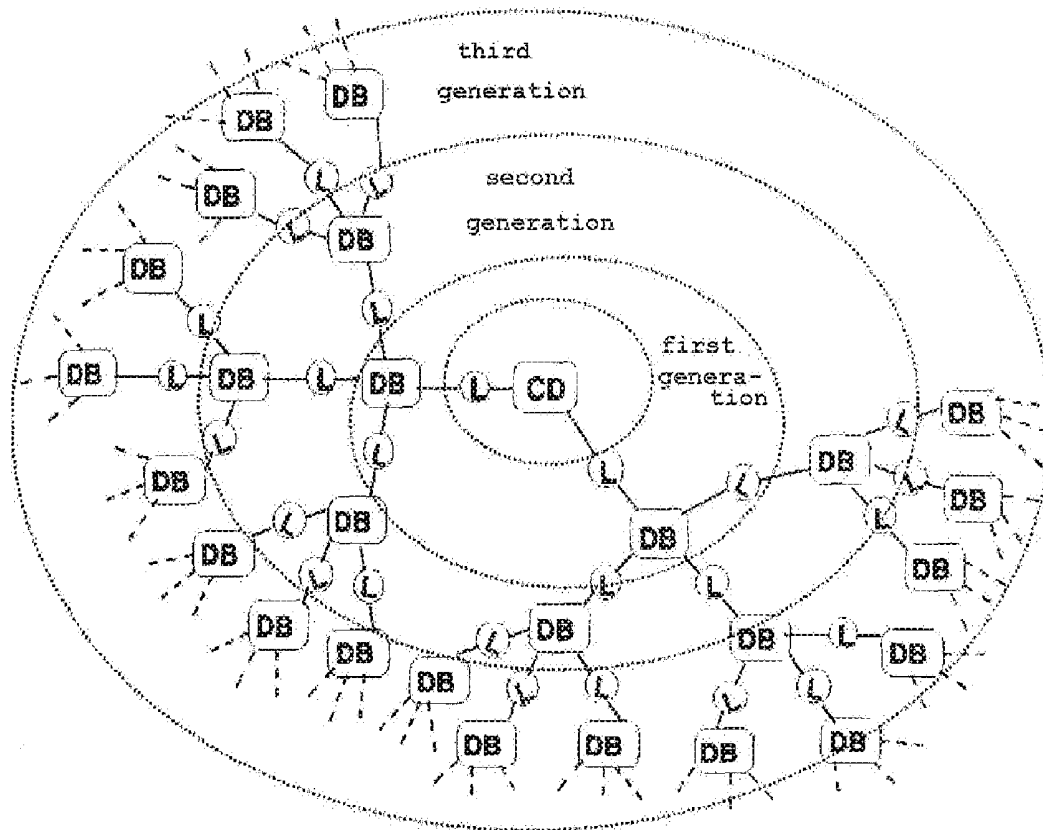 third
DB generation
DB
L L second
DB
L generation
DB
DB
L
L
first
DB L DB L DB L CD genera-
tion
L DB
L
L DB
L L L
DB
DB
L DB L
DB
DB
DB
L L L L
DB L DB DB L
DB DB
DB L L L L
DB DB DB DB